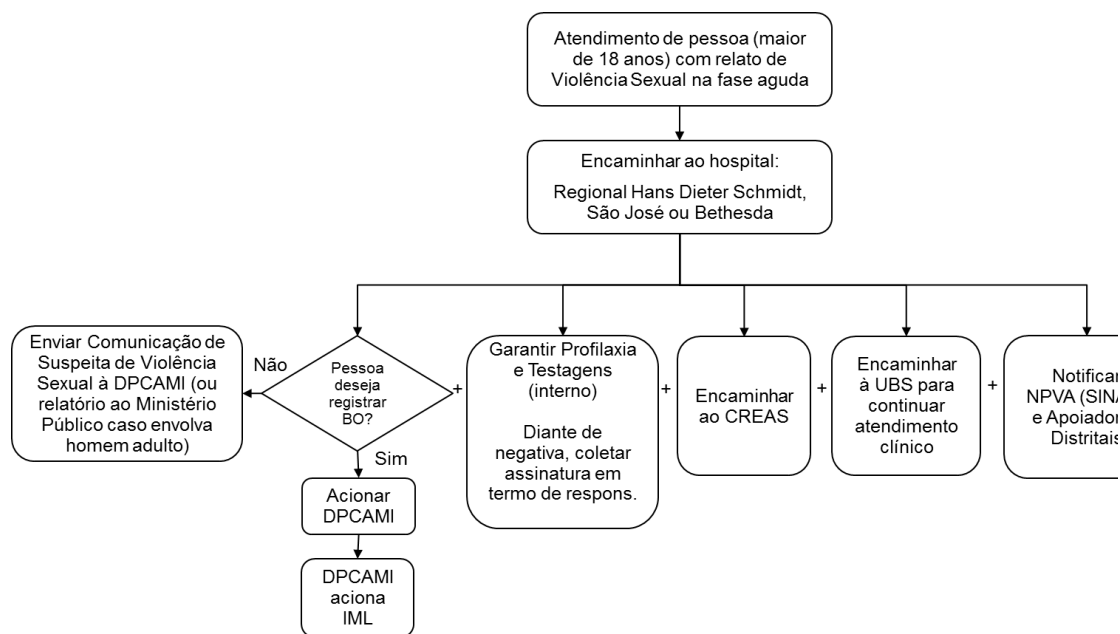 Atendimento de pessoa (maior
de 18 anos) com relato de
Violência Sexual na fase aguda
Encaminhar ao hospital:
Regional Hans Dieter Schmidt,
São José ou Bethesda
Enviar Comunicação de
Suspeita de Violência
Sexual à DPCAMI (ou
relatório ao Ministério
Público caso envolva
homem adulto)
Não
Pessoa
deseja
registrar
BO?
Sim
Acionar
DPCAMI
DPCAMI
aciona
IML
+
Garantir Profilaxia
e Testagens
(interno)
Diante de
negativa, coletar
assinatura em
termo de respons.
+
Encaminhar
ao CREAS
+
Encaminhar
à UBS para
continuar
atendimento
clínico
+
Notificar
NPVA
e
Distritais